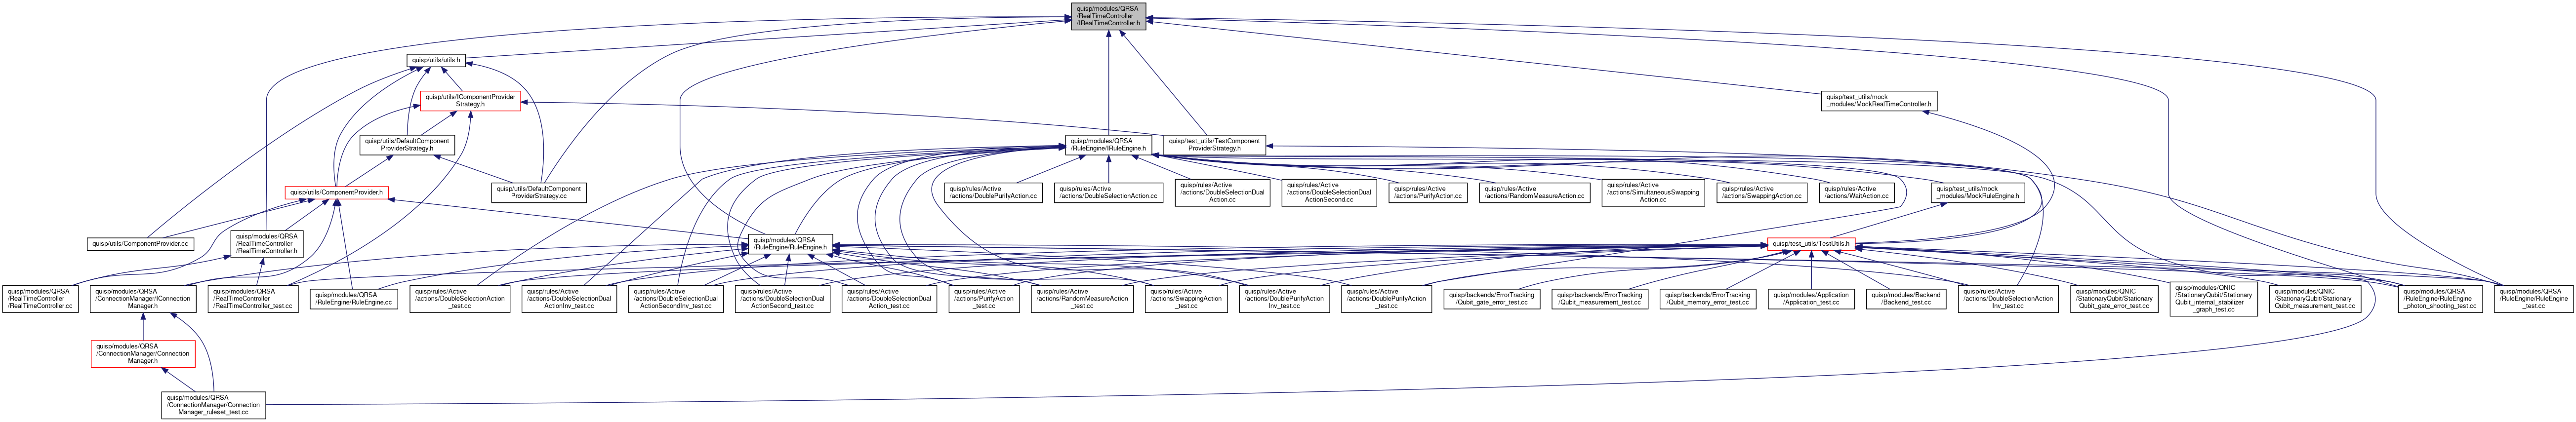 quisp/modules/QRSA
/RealTimeController
/IRealTimeController.h
quisp/utils/utils.h
quisp/utils/IComponentProvider
Strategy.h
quisp/test_utils/mock
_modules/MockRealTimeController.h
quisp/utils/DefaultComponent
ProviderStrategy.h
quisp/modules/QRSA
/RuleEngine/IRuleEngine.h
quisp/test_utils/TestComponent
ProviderStrategy.h
quisp/utils/ComponentProvider.h
quisp/utils/DefaultComponent
ProviderStrategy.cc
quisp/rules/Active
/actions/DoublePurifyAction.cc
quisp/rules/Active
/actions/DoubleSelectionAction.cc
quisp/rules/Active
/actions/DoubleSelectionDual
Action.cc
quisp/rules/Active
/actions/DoubleSelectionDual
ActionSecond.cc
quisp/rules/Active
/actions/PurifyAction.cc
quisp/rules/Active
/actions/RandomMeasureAction.cc
quisp/rules/Active
/actions/SimultaneousSwapping
Action.cc
quisp/rules/Active
/actions/SwappingAction.cc
quisp/rules/Active
/actions/WaitAction.cc
quisp/test_utils/mock
_modules/MockRuleEngine.h
quisp/utils/ComponentProvider.cc
quisp/modules/QRSA
/RealTimeController
/RealTimeController.h
quisp/modules/QRSA
/RuleEngine/RuleEngine.h
quisp/test_utils/TestUtils.h
quisp/modules/QRSA
/RealTimeController
/RealTimeController.cc
quisp/modules/QRSA
/ConnectionManager/IConnection
Manager.h
quisp/modules/QRSA
/RealTimeController
/RealTimeController_test.cc
quisp/modules/QRSA
/RuleEngine/RuleEngine.cc
quisp/rules/Active
/actions/DoubleSelectionAction
_test.cc
quisp/rules/Active
/actions/DoubleSelectionDual
ActionInv_test.cc
quisp/rules/Active
/actions/DoubleSelectionDual
ActionSecondInv_test.cc
quisp/rules/Active
/actions/DoubleSelectionDual
ActionSecond_test.cc
quisp/rules/Active
/actions/DoubleSelectionDual
Action_test.cc
quisp/rules/Active
/actions/PurifyAction
_test.cc
quisp/rules/Active
/actions/RandomMeasureAction
_test.cc
quisp/rules/Active
/actions/SwappingAction
_test.cc
quisp/rules/Active
/actions/DoublePurifyAction
Inv_test.cc
quisp/rules/Active
/actions/DoublePurifyAction
_test.cc
quisp/backends/ErrorTracking
/Qubit_gate_error_test.cc
quisp/backends/ErrorTracking
/Qubit_measurement_test.cc
quisp/backends/ErrorTracking
/Qubit_memory_error_test.cc
quisp/modules/Application
/Application_test.cc
quisp/modules/Backend
/Backend_test.cc
quisp/rules/Active
/actions/DoubleSelectionAction
Inv_test.cc
quisp/modules/QNIC
/StationaryQubit/Stationary
Qubit_gate_error_test.cc
quisp/modules/QNIC
/StationaryQubit/Stationary
Qubit_internal_stabilizer
_graph_test.cc
quisp/modules/QNIC
/StationaryQubit/Stationary
Qubit_measurement_test.cc
quisp/modules/QRSA
/RuleEngine/RuleEngine
_photon_shooting_test.cc
quisp/modules/QRSA
/RuleEngine/RuleEngine
_test.cc
quisp/modules/QRSA
/ConnectionManager/Connection
Manager.h
quisp/modules/QRSA
/ConnectionManager/Connection
Manager_ruleset_test.cc